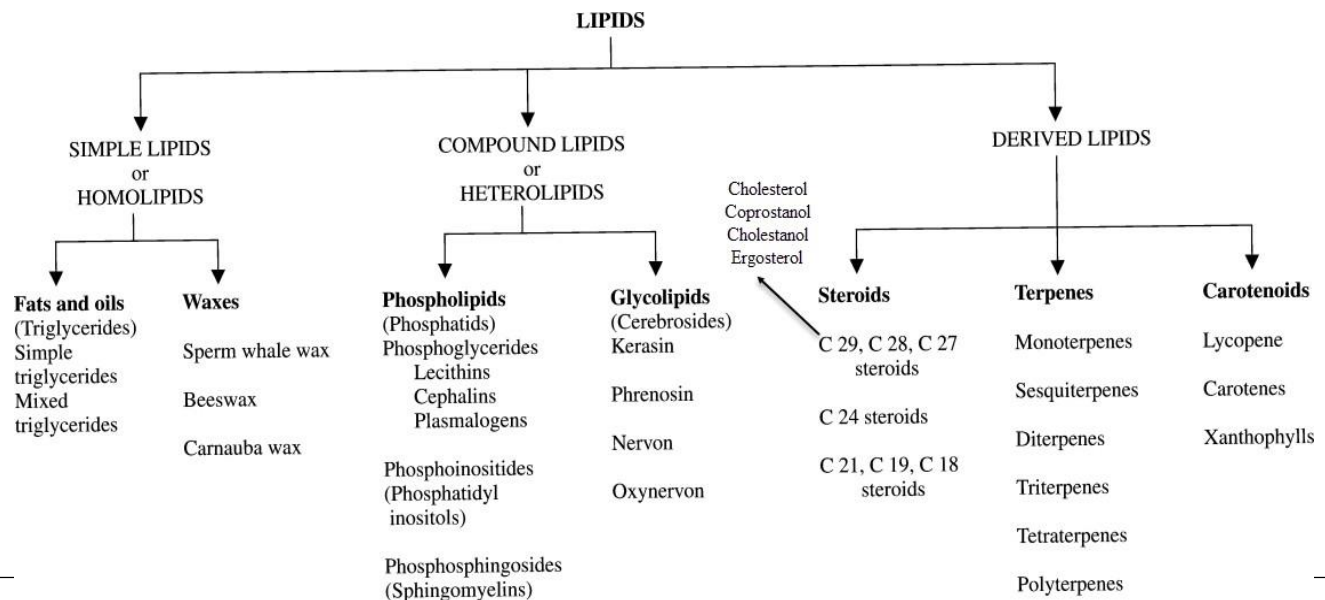 LIPIDS
SIMPLE LIPIDS
or
HOMOLIPIDS
COMPOUND LIPIDS
or
HETEROLIPIDS
DERIVED LIPIDS
Cholesterol
Coprostanol
Cholestanol
Ergosterol
Fats and oils
(Triglycerides)
Simple
triglycerides
Mixed
triglycerides
Waxes
Sperm whale wax
Beeswax
Carnauba wax
Phospholipids
(Phosphatids)
Phosphoglycerides
Lecithins
Cephalins
Plasmalogens
Phosphoinositides
(Phosphatidyl
inositols)
Phosphosphingosides
(Sphingomyelins)
Glycolipids
(Cerebrosides)
Kerasin
Phrenosin
Nervon
Oxynervon
Steroids
C 29, C 28, C 27
steroids
C 24 steroids
C 21, C 19, C 18
steroids
Terpenes
Monoterpenes
Sesquiterpenes
Diterpenes
Triterpenes
Tetraterpenes
Polyterpenes
Carotenoids
Lycopene
Carotenes
Xanthophylls